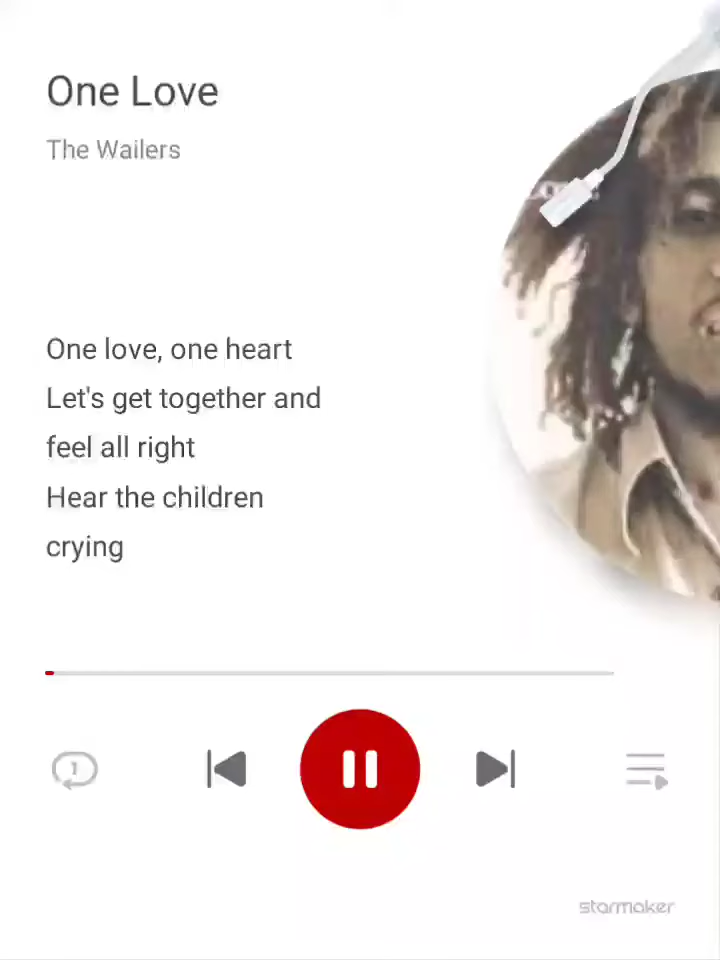 One Love
The Wailers
One love, one heart
Let's get together and
feel all right
Hear the children
crying
1
starmaker